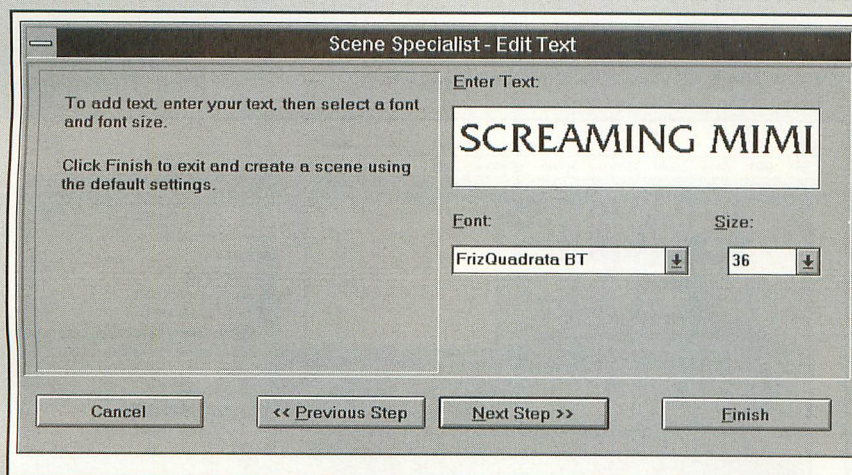 Scene Specialist - Edit Text
To add text, enter your text, then select a font
and font size.
Click Finish to exit and create a scene using
the default settings.
Enter Text:
SCREAMING MIMI
Font:
Size:
FrizQuadrata BT
36
Cancel
<< Previous Step
Next Step >>
Finish